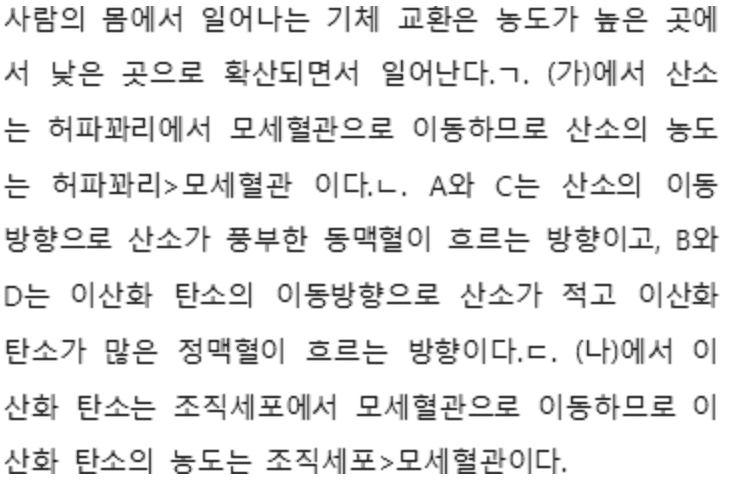 사람의 몸에서 일어나는 기체 교환은 농도가 높은 곳에
서 낮은 곳으로 확산되면서 일어난다.ㄱ. (가)에서 산소
는 허파꽈리에서 모세혈관으로 이동하므로 산소의 농도
는 허파꽈리>모세혈관 이다.ㄴ. A와 C는 산소의 이동
방향으로 산소가 풍부한 동맥혈이 흐르는 방향이고, B와
D는 이산화 탄소의 이동방향으로 산소가 적고 이산화
탄소가 많은 정맥혈이 흐르는 방향이다.ㄷ. (나)에서 이
산화 탄소는 조직세포에서 모세혈관으로 이동하므로 이
산화 탄소의 농도는 조직세포>모세혈관이다.